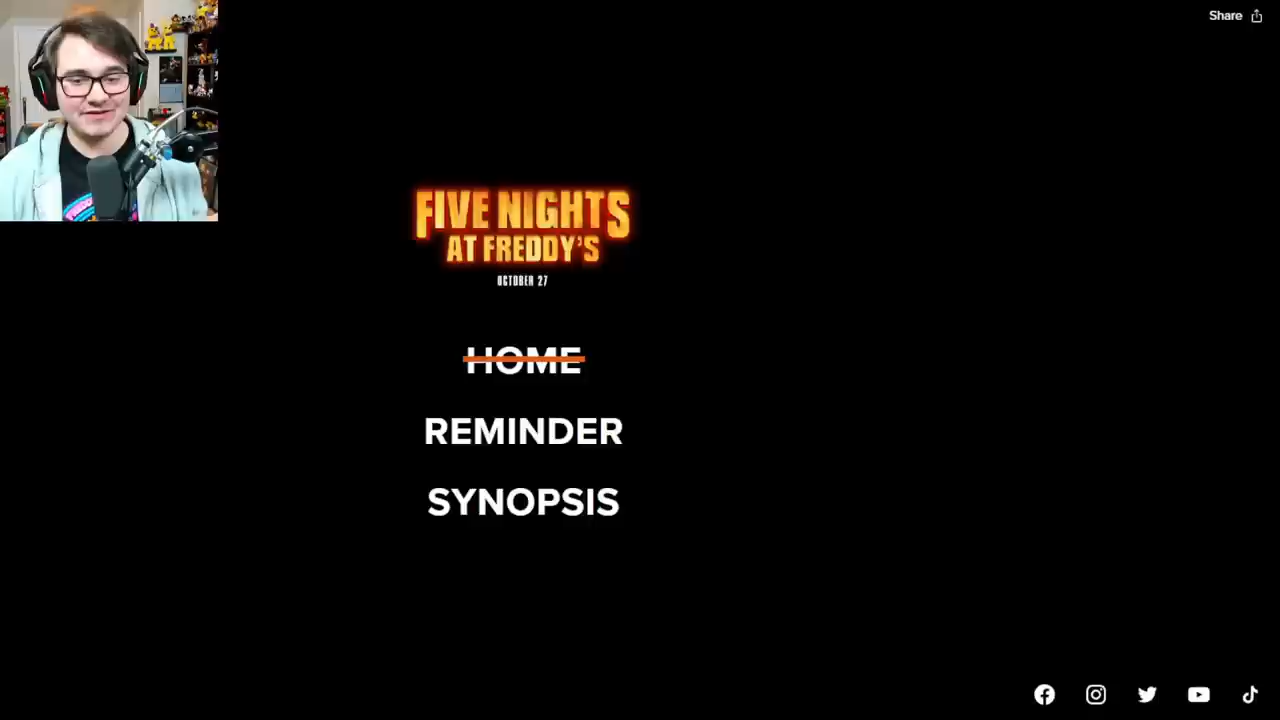 Share
FIVE NIGHTS
AT FREDDY'S
OCTOBER 27
HOME
REMINDER
SYNOPSIS